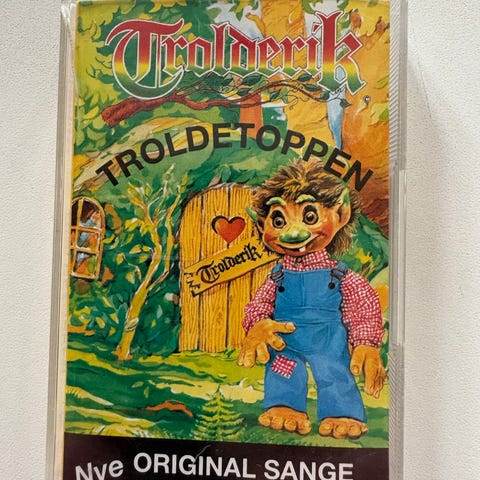 Trolderik
TROLDETOPPEN
Trolderik
Nye ORIGINAL SANGE